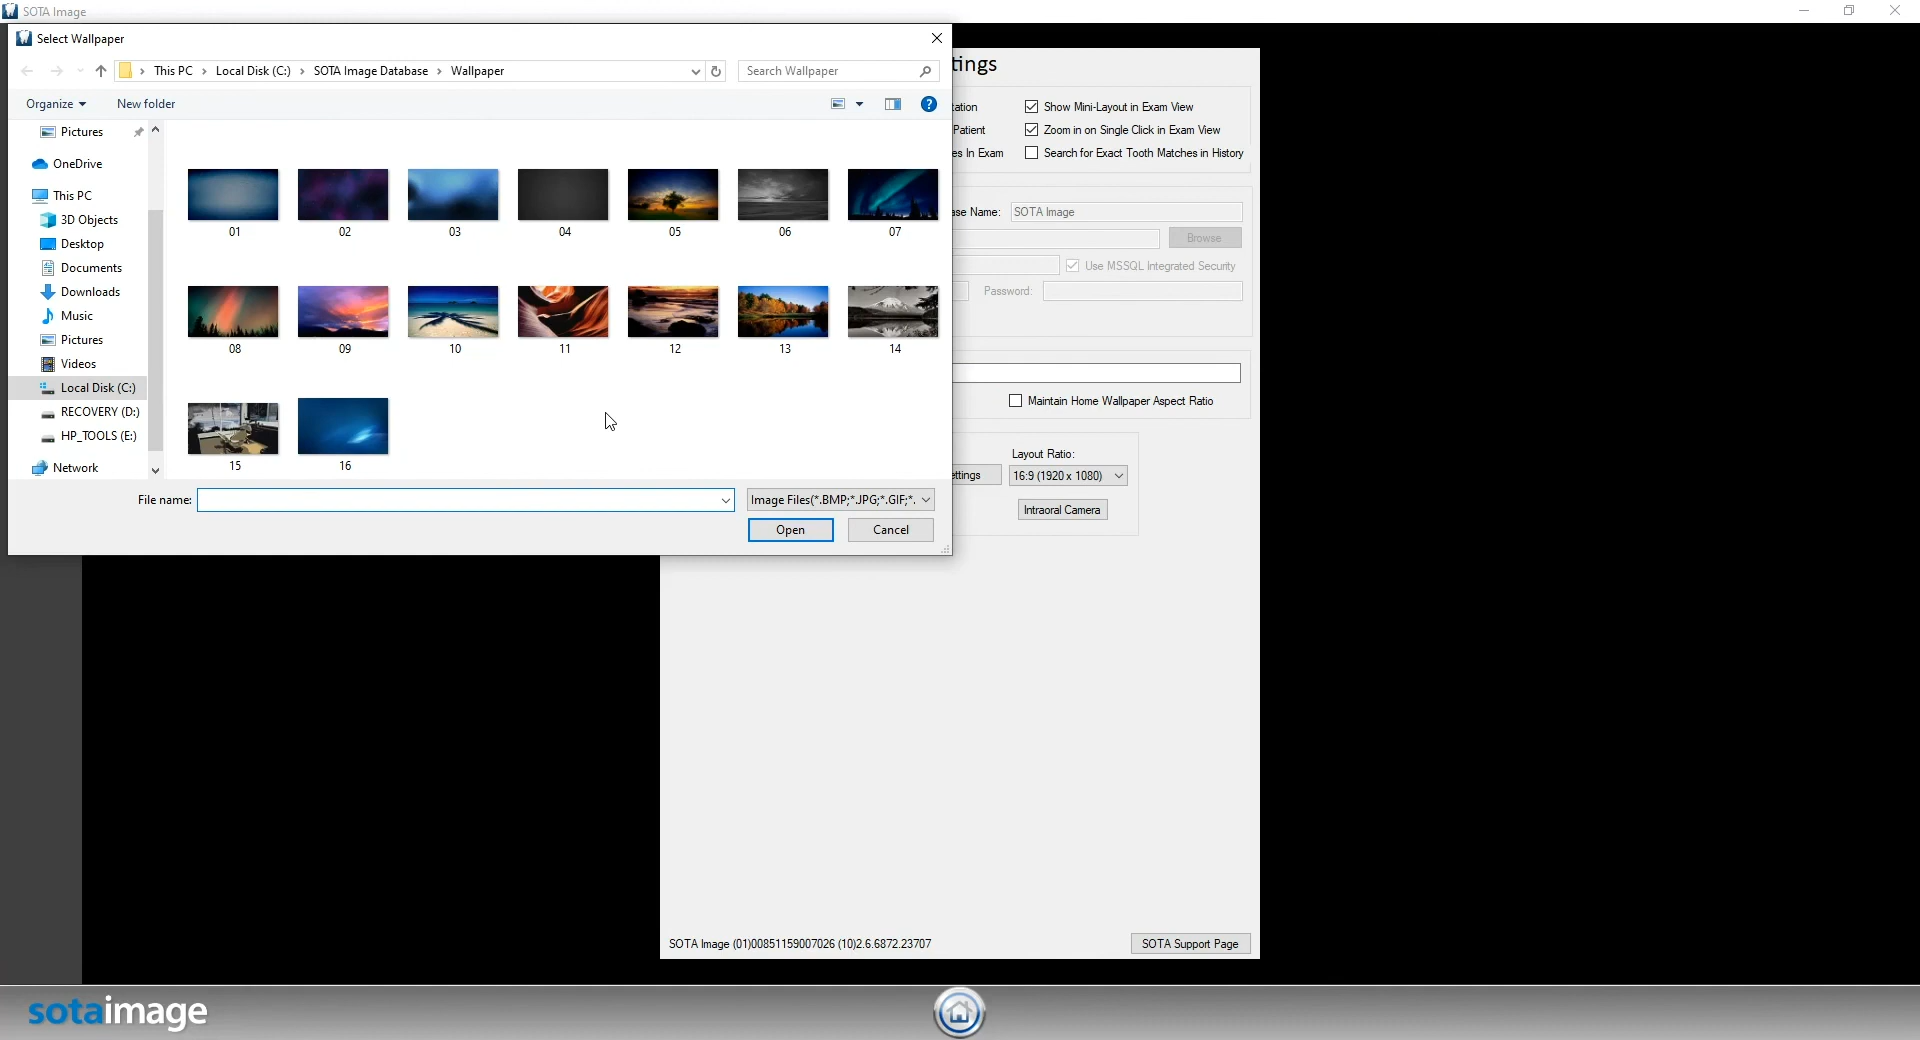 SOTA Image
Select Wallpaper
This PC
Local Disk (C:)
SOTA Image Database
Wallpaper
Search Wallpaper
Organize
New folder
Pictures
OneDrive
This PC
3D Objects
Desktop
Documents
Downloads
Music
Pictures
Videos
Local Disk (C:)
RECOVERY (D:)
HP_TOOLS (E:)
Network
01
02
03
04
05
06
07
08
09
10
11
12
13
14
15
16
File name:
Image Files(*.BMP;*.JPG;*.GIF;*.
Open
Cancel
tings
tation
Show Mini-Layout in Exam View
Patient
Zoom in on Single Click in Exam View
es In Exam
Search for Exact Tooth Matches in History
ase Name:
SOTA Image
Browse
Use MSSQL Integrated Security
Password:
Maintain Home Wallpaper Aspect Ratio
Layout Ratio:
ettings
16:9 (1920 x 1080)
Intraoral Camera
SOTA Image (01)00851159007026 (10)2.6.6872.23707
SOTA Support Page
sotaimage